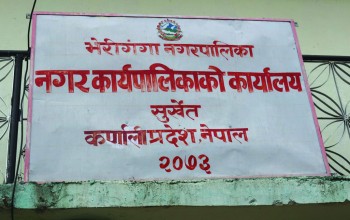 भेरीगंगा नगरपालिका
नगर कार्यपालिकाको कार्यालय
सुर्खेत
कर्णाली प्रदेश, नेपाल
२०७३